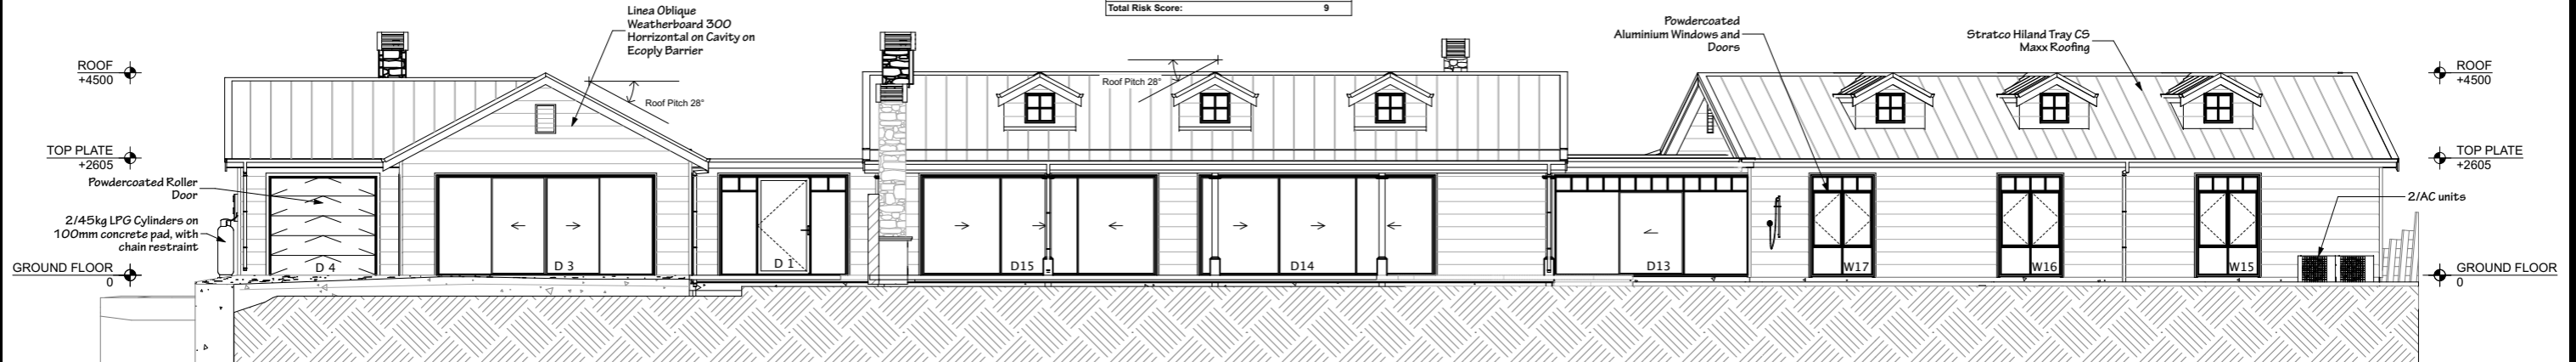 Total Risk Score: 9
Linea Oblique
Weatherboard 300
Horrizontal on Cavity on
Ecoply Barrier
Powdercoated
Aluminium Windows and
Doors
Stratco Hiland Tray CS
Maxx Roofing
ROOF
+4500
Roof Pitch 28°
Roof Pitch 28°
ROOF
+4500
TOP PLATE
+2605
TOP PLATE
+2605
Powdercoated Roller
Door
2/45kg LPG Cylinders on
100mm concrete pad, with
chain restraint
2/AC units
GROUND FLOOR
0
D 4
D 3
D 1
D15
D14
D13
W17
W16
W15
GROUND FLOOR
0